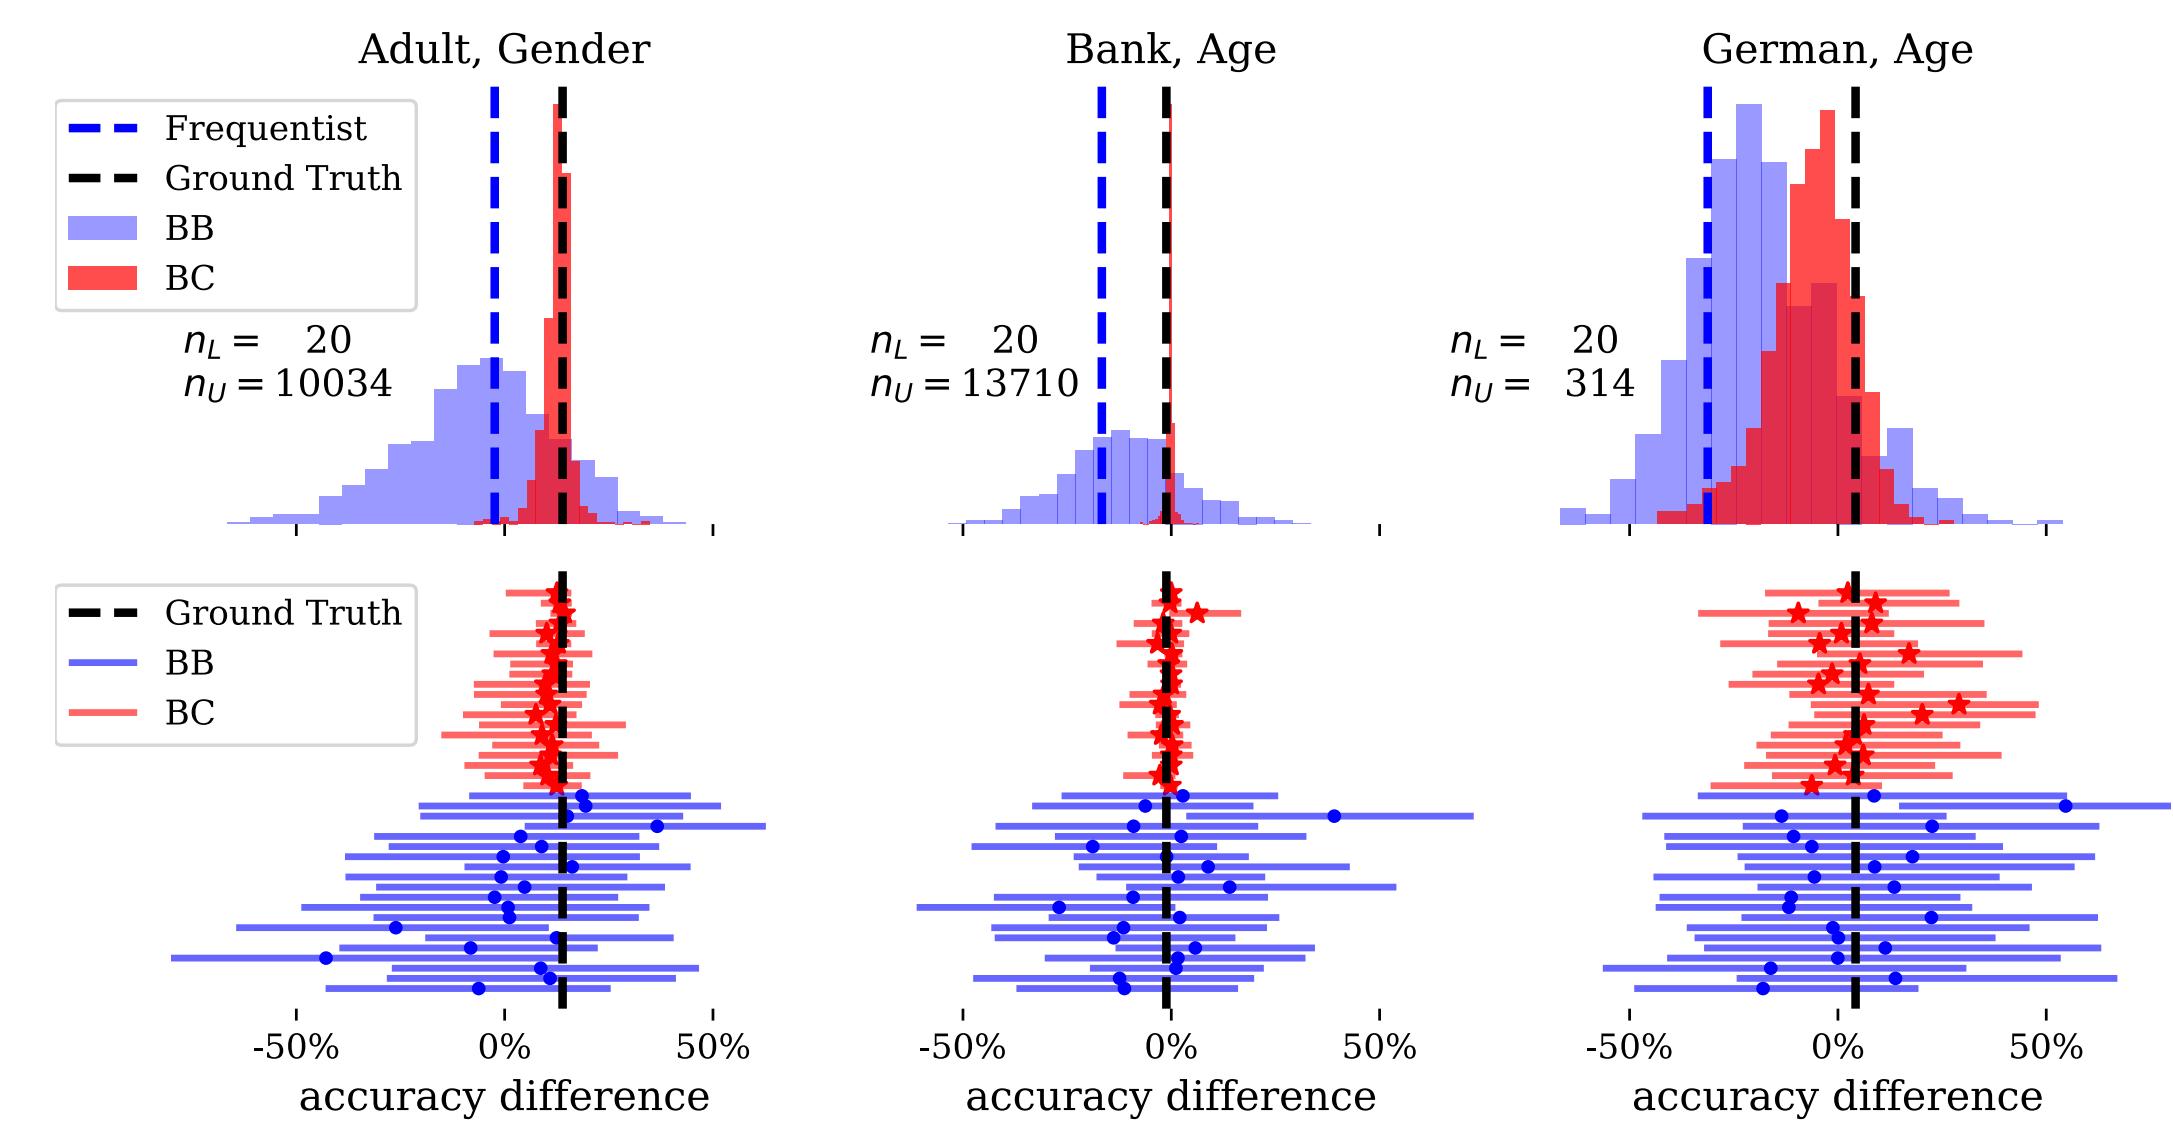 Adult, Gender
Bank, Age
German, Age
Frequentist
Ground Truth
BB
BC
n_L = 20
n_U = 10034
n_L = 20
n_U = 13710
n_L = 20
n_U = 314
Ground Truth
BB
BC
-50% 0% 50%
-50% 0% 50%
-50% 0% 50%
accuracy difference
accuracy difference
accuracy difference